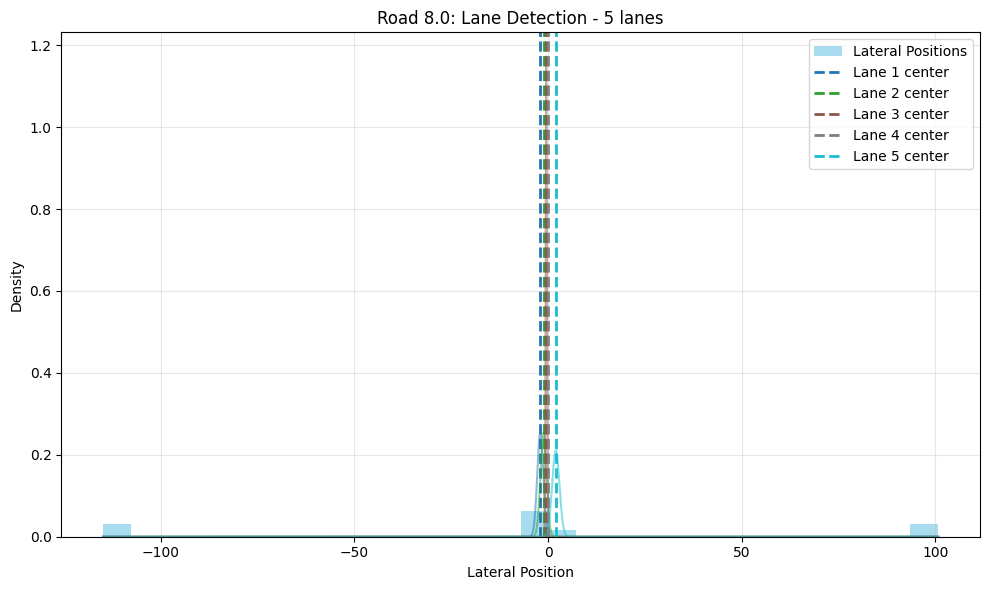 Road 8.0: Lane Detection - 5 lanes
Lateral Positions
Lane 1 center
Lane 2 center
Lane 3 center
Lane 4 center
Lane 5 center
Density
1.2
1.0
0.8
0.6
0.4
0.2
0.0
−100
−50
0
50
100
Lateral Position